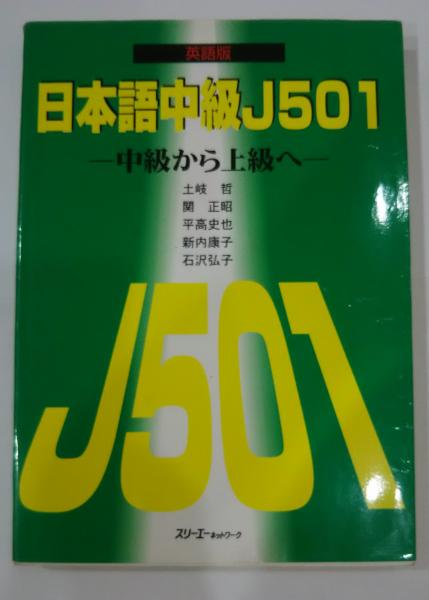 英語版
日本語中級J501
―中級から上級へ―
土岐 哲
関 正昭
平高史也
新内康子
石沢弘子
J501
スリーエーネットワーク